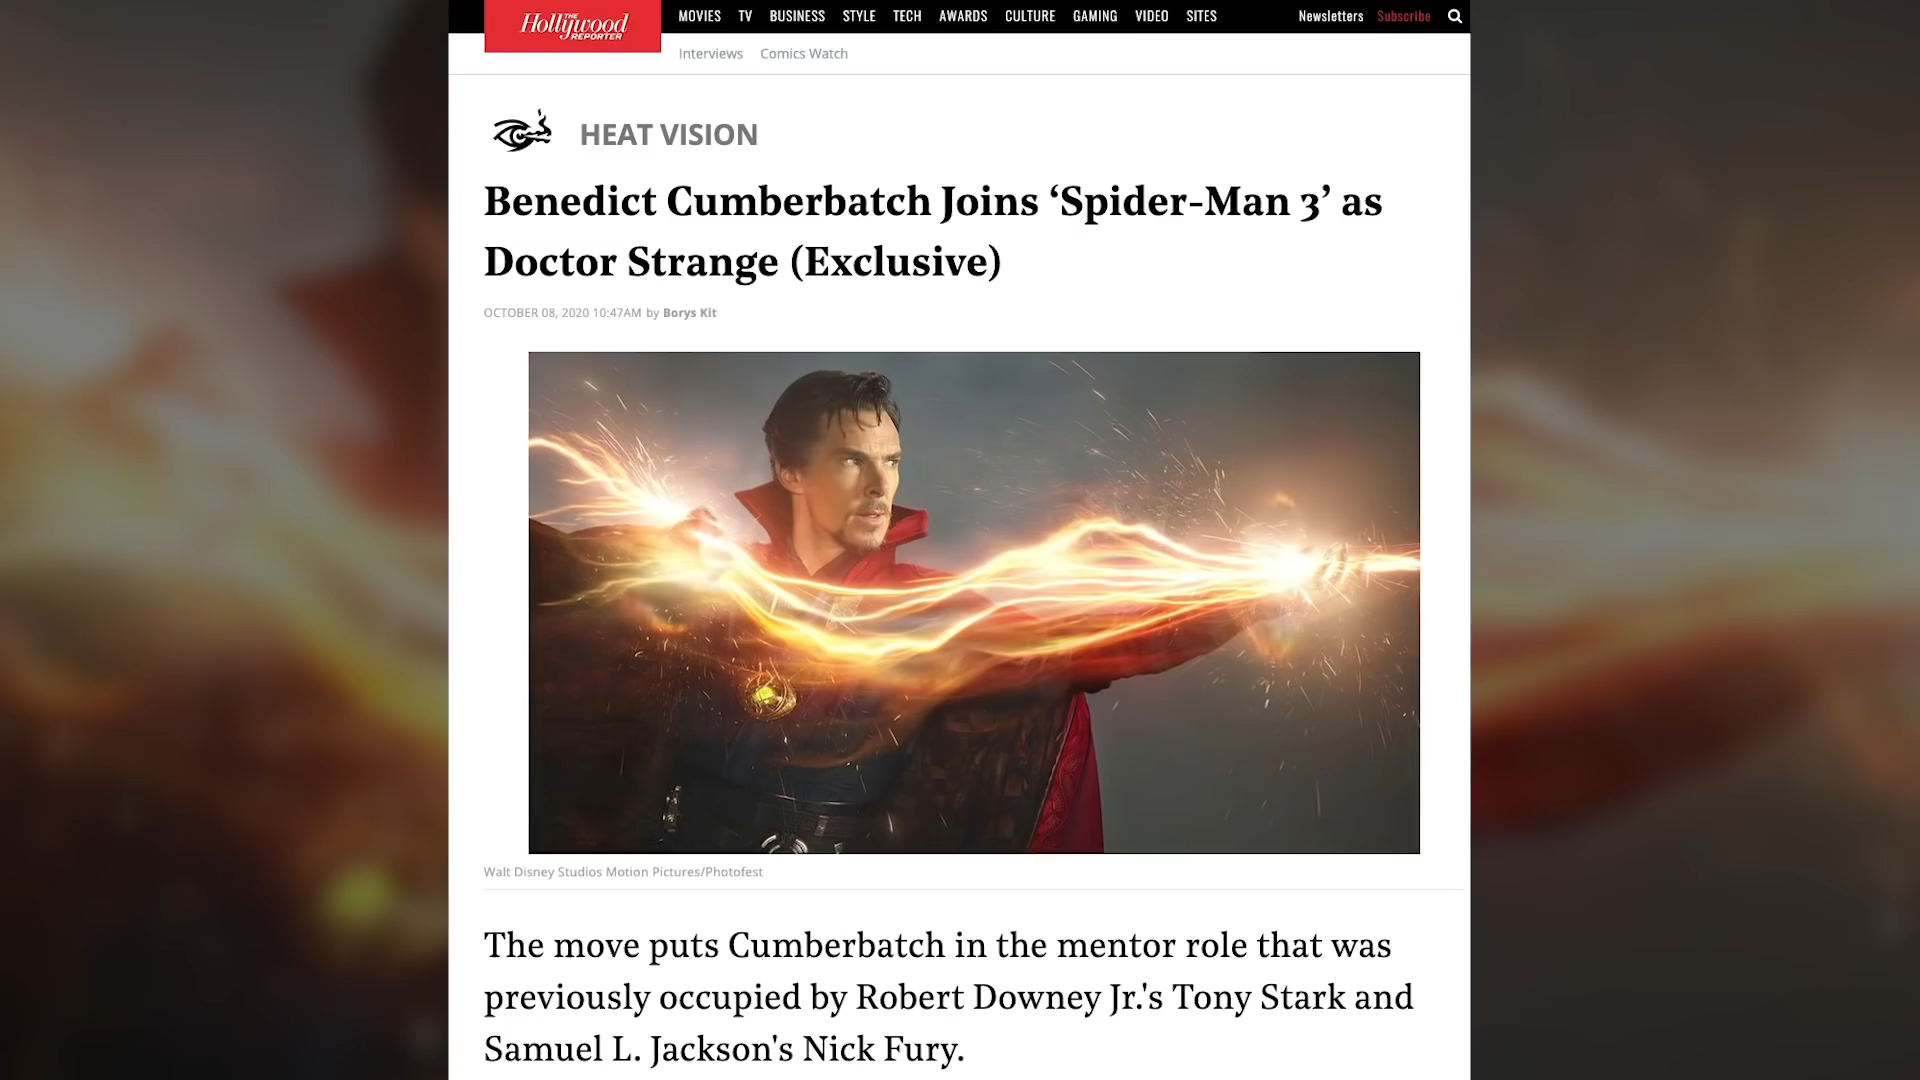 THE
Hollywood
REPORTER
MOVIES TV BUSINESS STYLE TECH AWARDS CULTURE GAMING VIDEO SITES Newsletters Subscribe
Interviews Comics Watch
HEAT VISION
Benedict Cumberbatch Joins ‘Spider-Man 3’ as
Doctor Strange (Exclusive)
OCTOBER 08, 2020 10:47AM by Borys Kit
Walt Disney Studios Motion Pictures/Photofest
The move puts Cumberbatch in the mentor role that was
previously occupied by Robert Downey Jr.'s Tony Stark and
Samuel L. Jackson's Nick Fury.